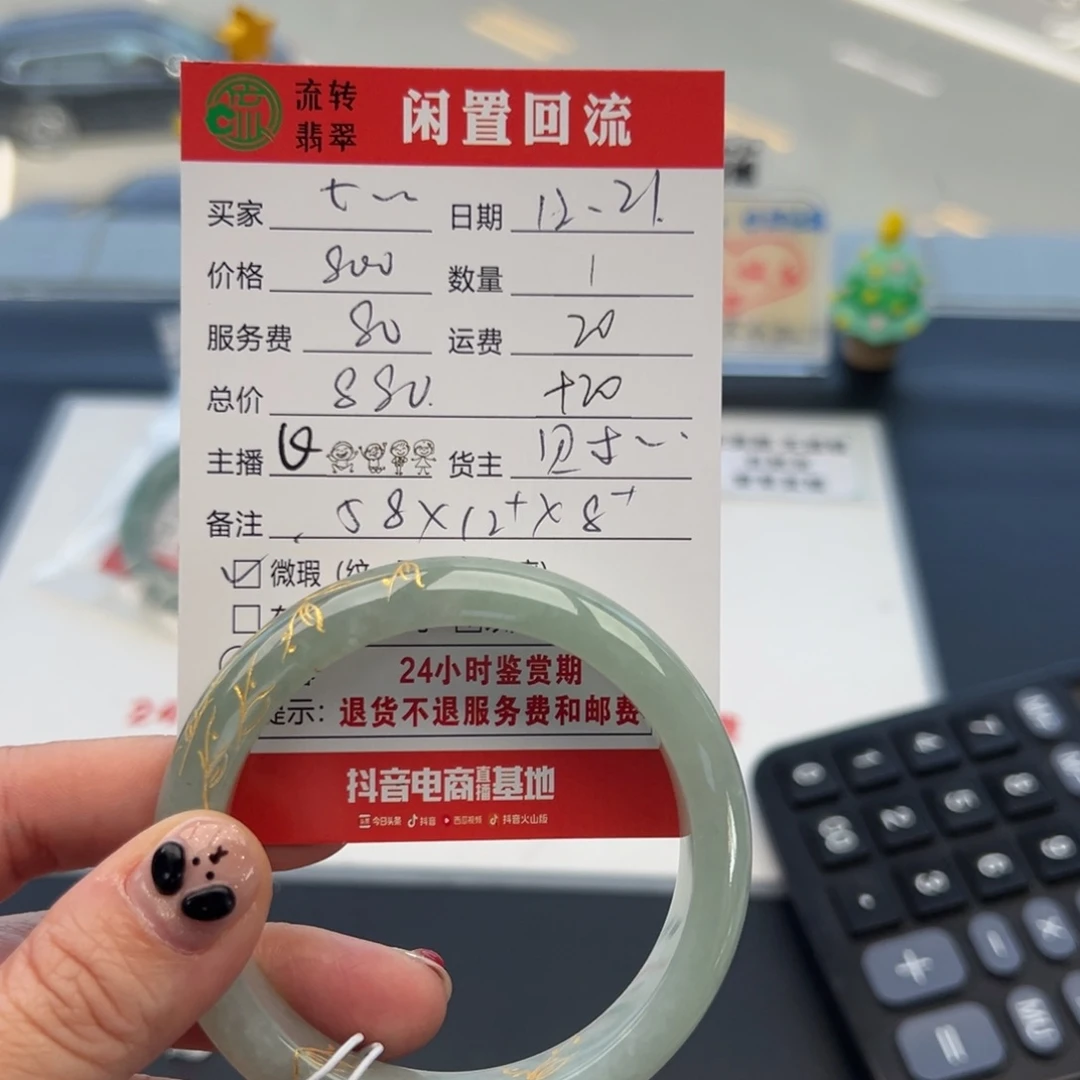 流转
翡翠
闲置回流
买家 日期 12、21.
价格 800 数量 1
服务费 80 运费 20
总价 880. +20
主播 货主
备注 58×12⁺×8⁺
微瑕 (纹
24小时鉴赏期
提示：退货不退服务费和邮费
抖音电商直播基地
今日头条 抖音 西瓜视频 抖音火山版